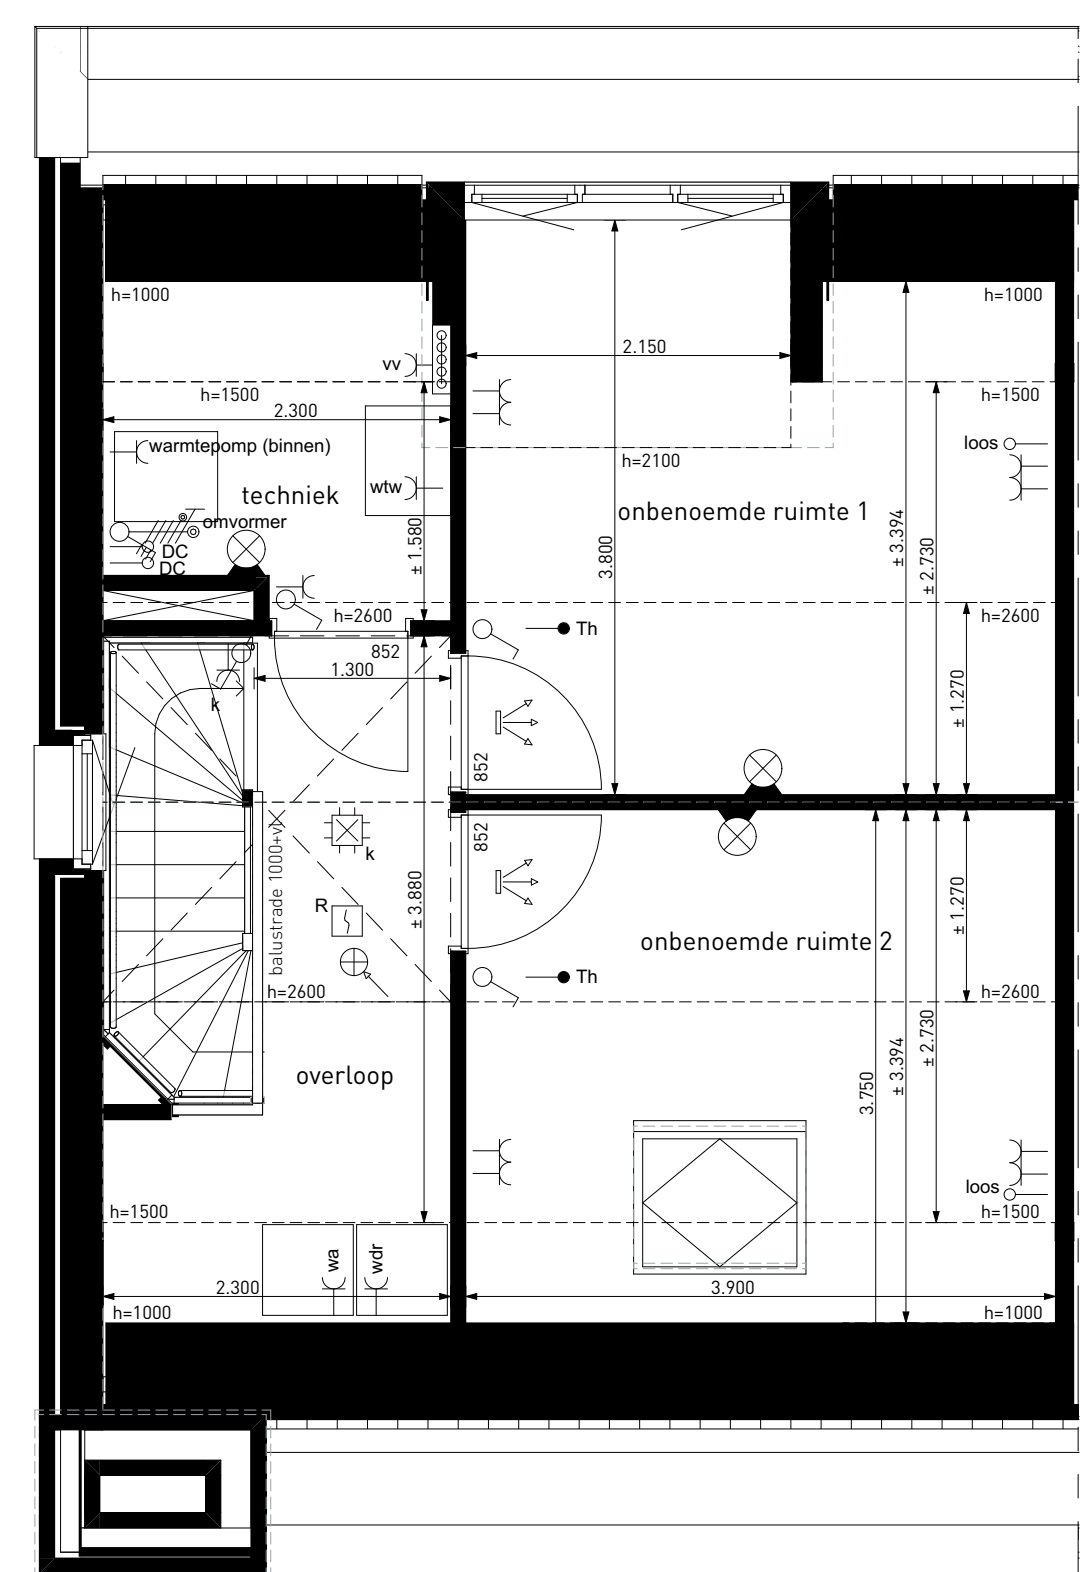 h=1000
h=1000
vv
2.150
h=1500
h=1500
2.300
warmtepomp (binnen)
loos
h=2100
wtw
techniek
onbenoemde ruimte 1
omvormer
DC
DC
± 1.580
3.800
± 3.394
± 2.730
h=2600
h=2600
Th
852
1.300
k
± 1.270
852
852
balustrade 1000+vl
k
R
± 3.880
± 1.270
onbenoemde ruimte 2
Th
h=2600
h=2600
overloop
3.750
± 3.394
± 2.730
loos
h=1500
h=1500
wa
wdr
2.300
3.900
h=1000
h=1000